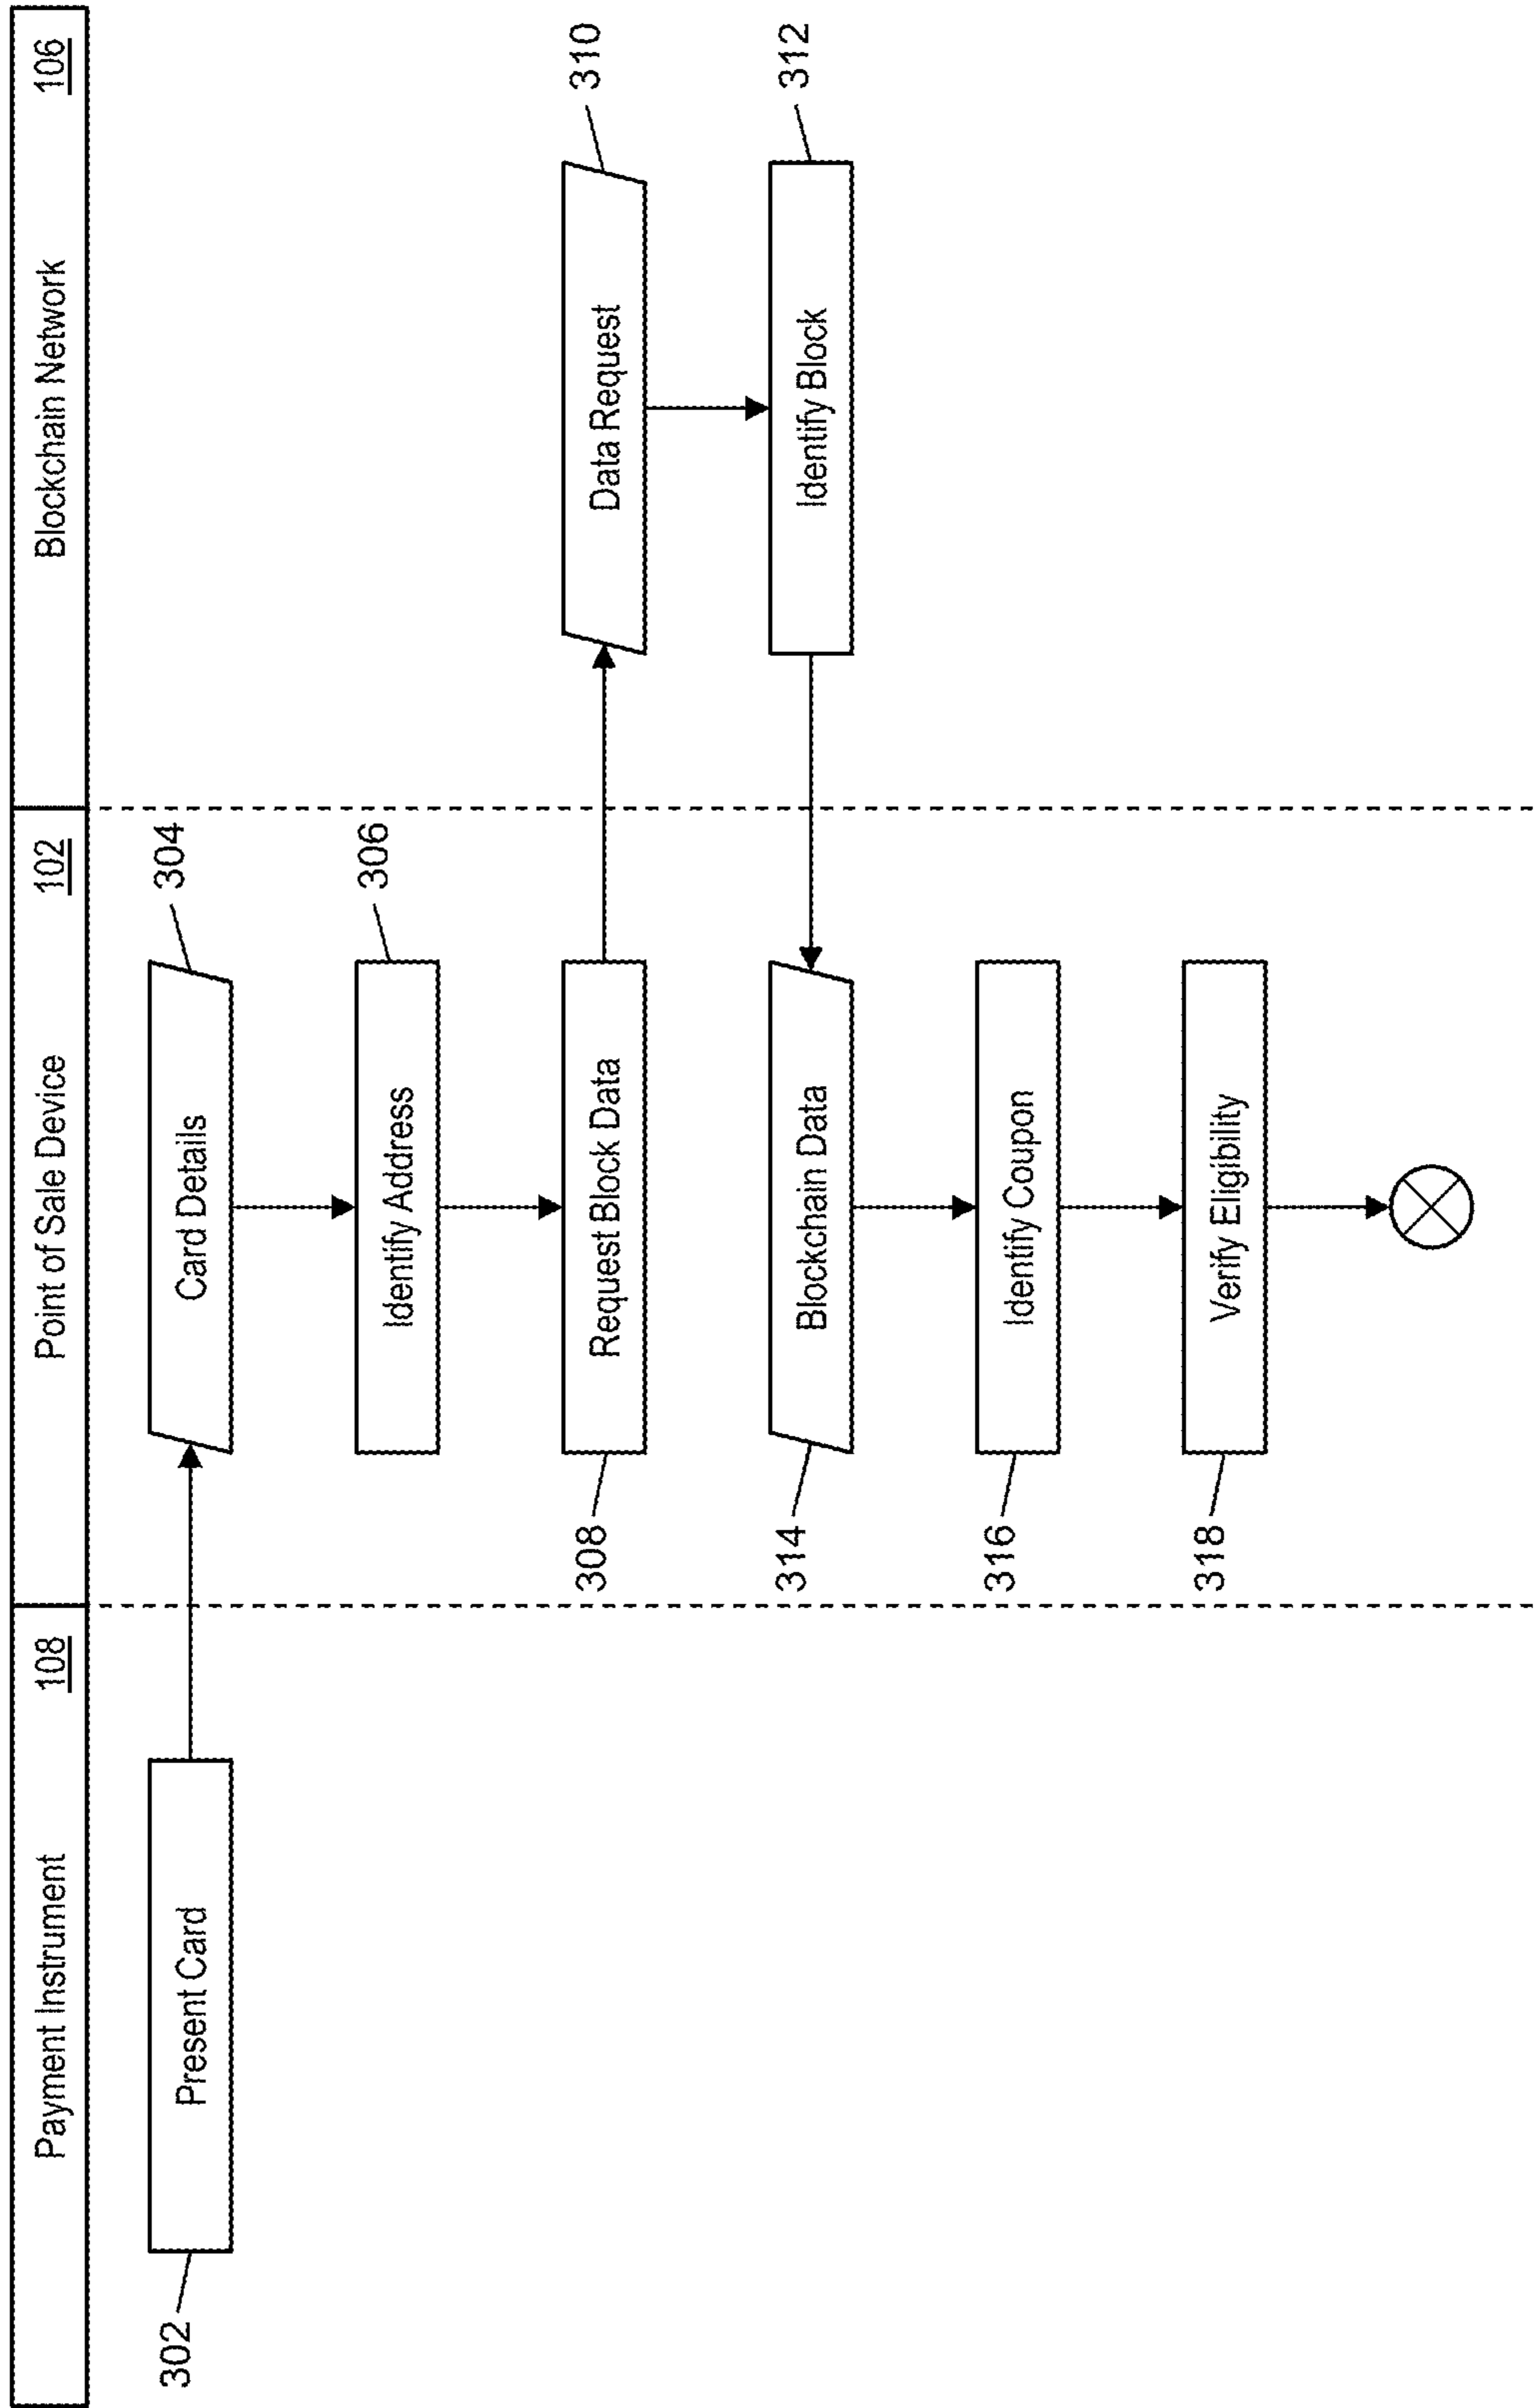 Payment Instrument 108
Point of Sale Device 102
Blockchain Network 106
302
Present Card
Card Details
304
Identify Address
306
308
Request Block Data
Data Request
310
Identify Block
312
314
Blockchain Data
316
Identify Coupon
318
Verify Eligibility